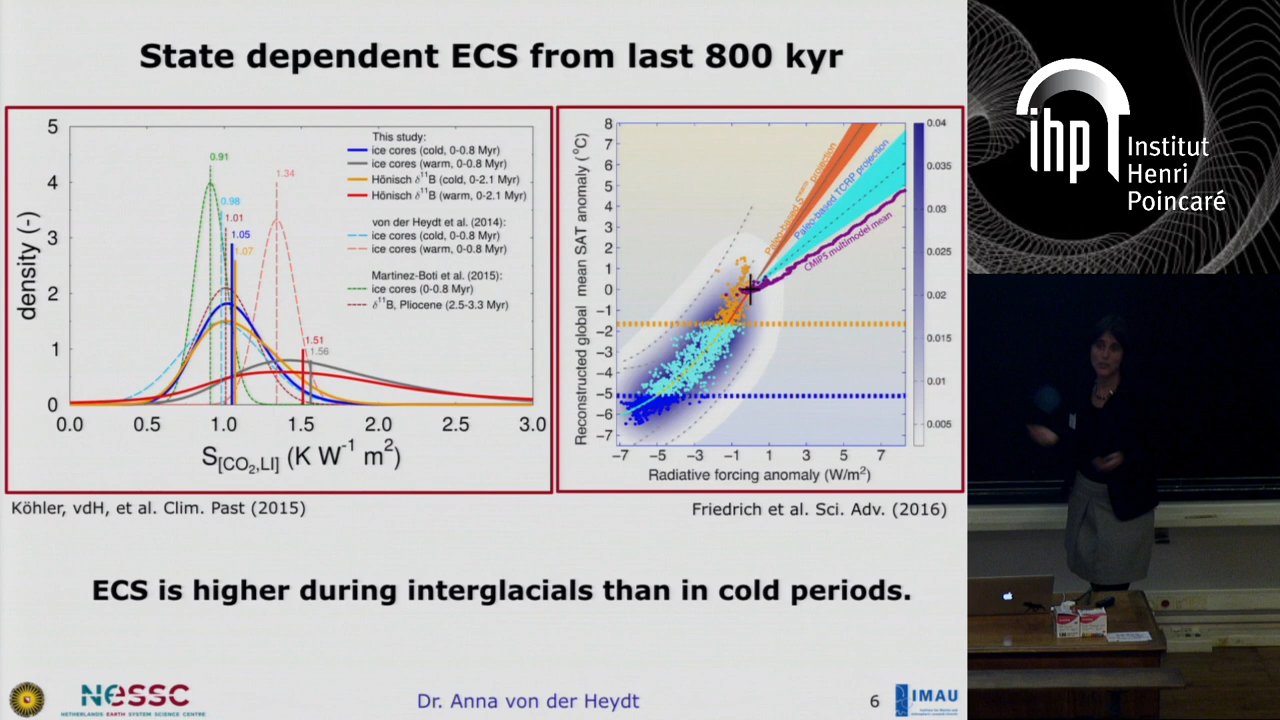 State dependent ECS from last 800 kyr
density (-)
5
4
3
2
1
0
0.0 0.5 1.0 1.5 2.0 2.5 3.0
S[CO2,LI] (K W-1 m2)
0.91
0.98
1.01
1.05
1.07
1.34
1.51
1.56
This study:
ice cores (cold, 0-0.8 Myr)
ice cores (warm, 0-0.8 Myr)
Hönisch δ11B (cold, 0-2.1 Myr)
Hönisch δ11B (warm, 0-2.1 Myr)
von der Heydt et al. (2014):
ice cores (cold, 0-0.8 Myr)
ice cores (warm, 0-0.8 Myr)
Martinez-Boti et al. (2015):
ice cores (0-0.8 Myr)
δ11B, Pliocene (2.5-3.3 Myr)
Reconstructed global mean SAT anomaly (°C)
8
7
6
5
4
3
2
1
0
−1
−2
−3
−4
−5
−6
−7
−7 −5 −3 −1 1 3 5 7
Radiative forcing anomaly (W/m2)
Paleo-based projection
Paleo-based TCRP projection
CMIP5 multimodel mean
0.04
0.035
0.03
0.025
0.02
0.015
0.01
0.005
Köhler, vdH, et al. Clim. Past (2015)
Friedrich et al. Sci. Adv. (2016)
ECS is higher during interglacials than in cold periods.
NESSC
NETHERLANDS EARTH SYSTEM SCIENCE CENTRE
Dr. Anna von der Heydt
6
IMAU
ihp
Institut
Henri
Poincaré